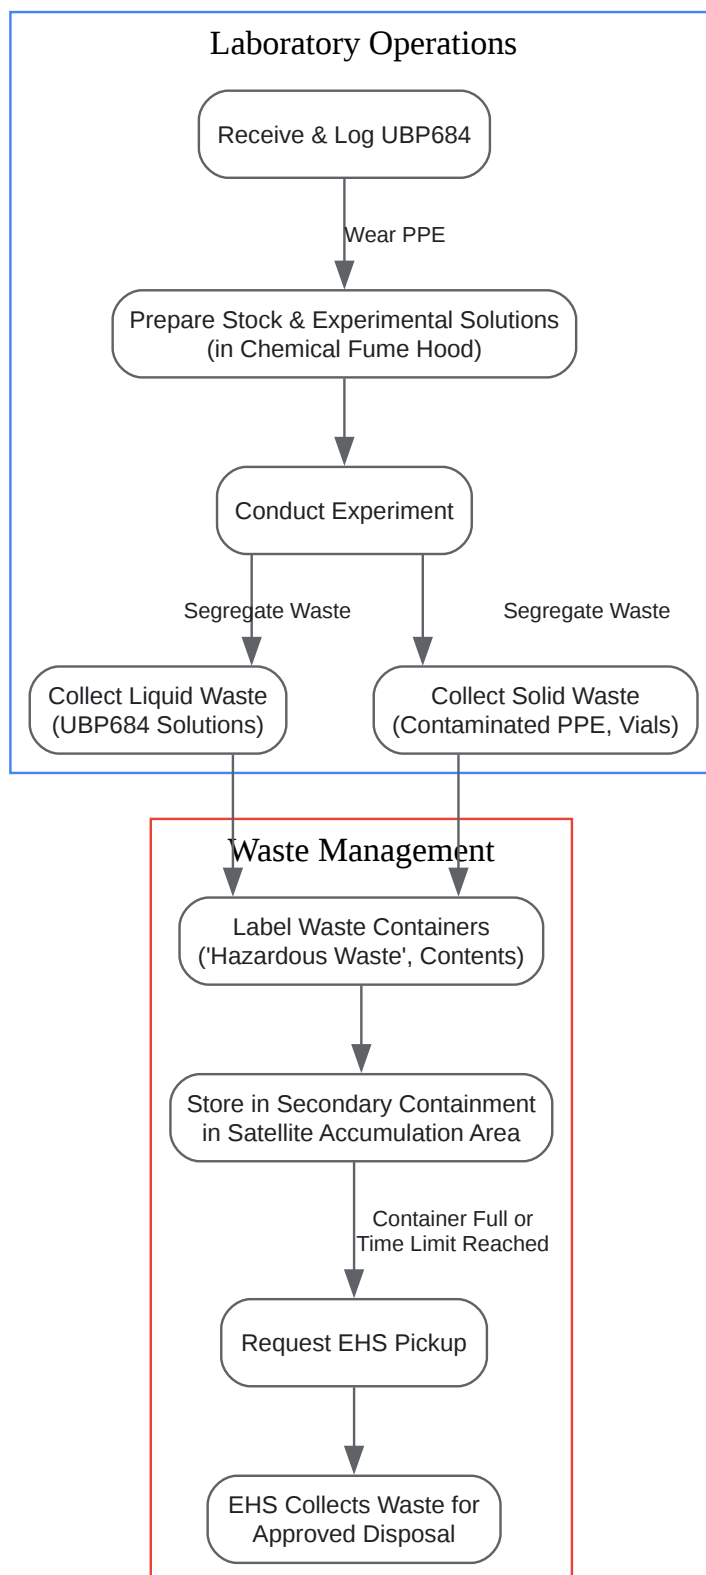 Laboratory Operations
Receive & Log UBP684
Wear PPE
Prepare Stock & Experimental Solutions
(in Chemical Fume Hood)
Conduct Experiment
Segregate Waste
Segregate Waste
Collect Liquid Waste
(UBP684 Solutions)
Collect Solid Waste
(Contaminated PPE, Vials)
Waste Management
Label Waste Containers
('Hazardous Waste', Contents)
Store in Secondary Containment
in Satellite Accumulation Area
Container Full or
Time Limit Reached
Request EHS Pickup
EHS Collects Waste for
Approved Disposal